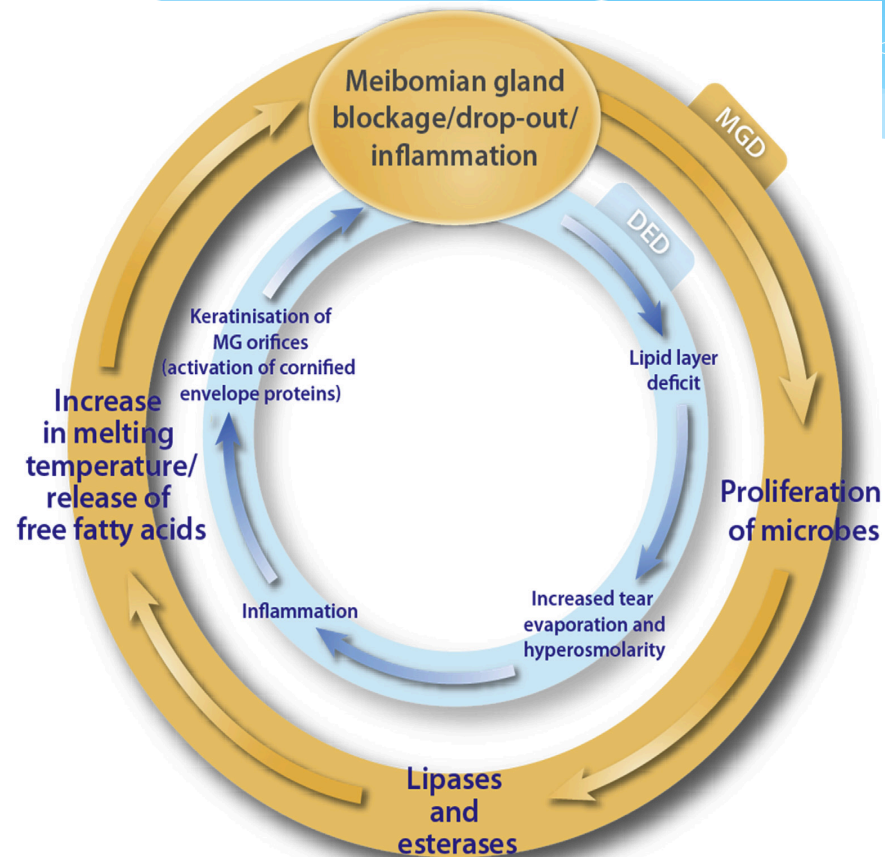 Meibomian gland
blockage/drop-out/
inflammation
MGD
DED
Keratinisation of
MG orifices
(activation of cornified
envelope proteins)
Lipid layer
deficit
Increase
in melting
temperature/
release of
free fatty acids
Proliferation
of microbes
Increased tear
evaporation and
hyperosmolarity
Inflammation
Lipases
and
esterases